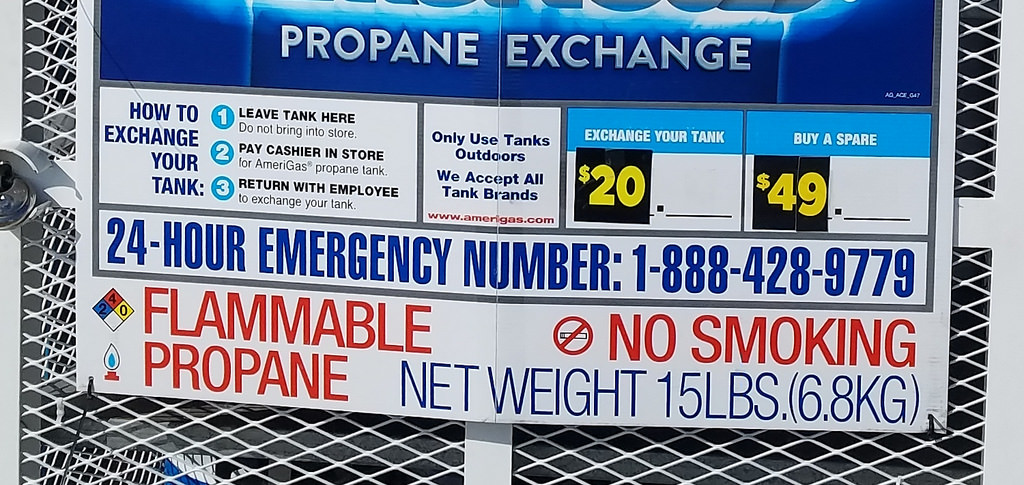 PROPANE EXCHANGE
AG_ACE_G47
HOW TO
EXCHANGE
YOUR
TANK:
1 LEAVE TANK HERE
Do not bring into store.
2 PAY CASHIER IN STORE
for AmeriGas® propane tank.
3 RETURN WITH EMPLOYEE
to exchange your tank.
Only Use Tanks
Outdoors
We Accept All
Tank Brands
www.amerigas.com
EXCHANGE YOUR TANK
$20.
BUY A SPARE
$49.
24-HOUR EMERGENCY NUMBER: 1-888-428-9779
4
2 0
FLAMMABLE
PROPANE
NO SMOKING
NET WEIGHT 15LBS.(6.8KG)